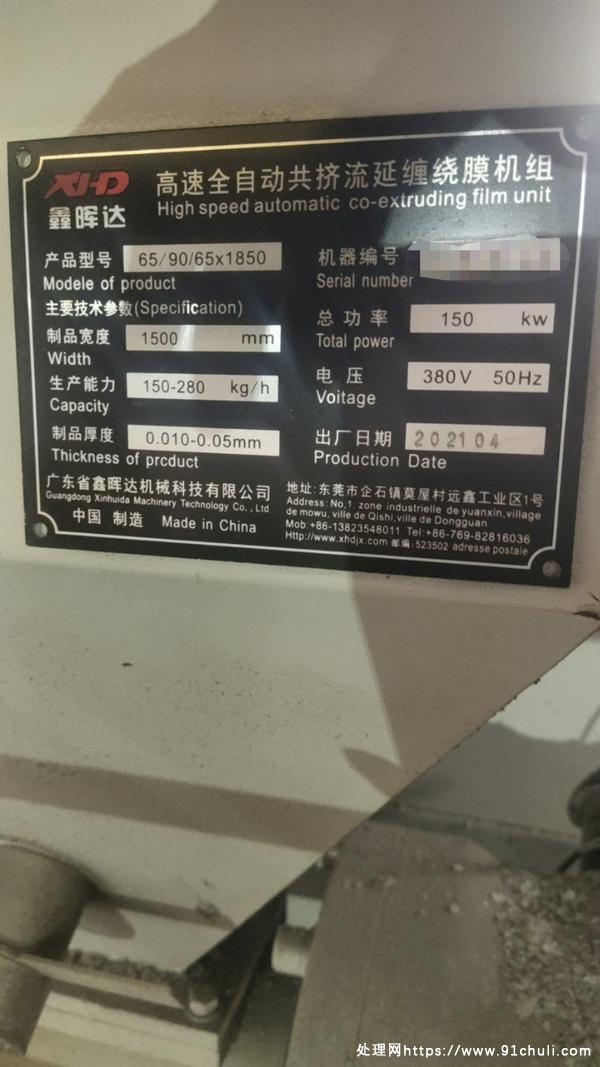 XHD
鑫晖达
高速全自动共挤流延缠绕膜机组
High speed automatic co-extruding film unit
产品型号 65/90/65x1850
Modele of product
机器编号
Serial number
主要技术参数(Specification)
制品宽度 1500 mm
Width
总功率 150 kw
Total power
生产能力 150-280 kg/h
Capacity
电压 380V 50Hz
Voitage
制品厚度 0.010-0.05mm
Thickness of prcduct
出厂日期 202104
Production Date
广东省鑫晖达机械科技有限公司
Guangdong Xinhuida Machinery Technology Co., Ltd
中国 制造 Made in China
地址:东莞市企石镇莫屋村远鑫工业区1号
Address: No,1. zone industrielle de yuanxin,village
de mowu, ville de Qishi,ville de Dongguan
Mob:+86-13823548011 Tel:+86-769-82816036
Http://www.xhdjx.com 邮编:523502 adresse postale
处理网https://www.91chuli.com